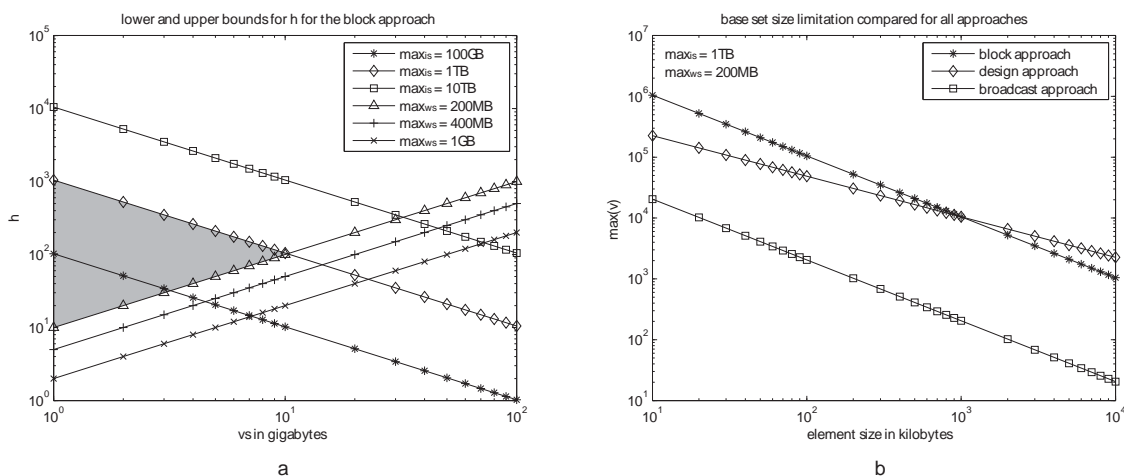 lower and upper bounds for h for the block approach
10^5
10^4
10^3
10^2
10^1
10^0
h
max_is = 100GB
max_is = 1TB
max_is = 10TB
max_ws = 200MB
max_ws = 400MB
max_ws = 1GB
10^0 10^1 10^2
vs in gigabytes
a
base set size limitation compared for all approaches
10^7
10^6
10^5
10^4
10^3
10^2
10^1
max(v)
max_is = 1TB
max_ws = 200MB
block approach
design approach
broadcast approach
10^1 10^2 10^3 10^4
element size in kilobytes
b